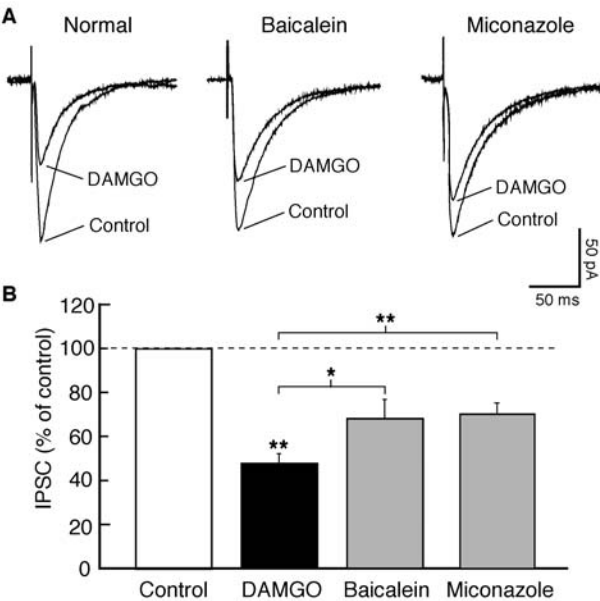 A
Normal
Baicalein
Miconazole
DAMGO
Control
DAMGO
Control
DAMGO
Control
50 pA
50 ms
B
IPSC (% of control)
120
100
80
60
40
20
0
**
*
**
Control
DAMGO
Baicalein
Miconazole